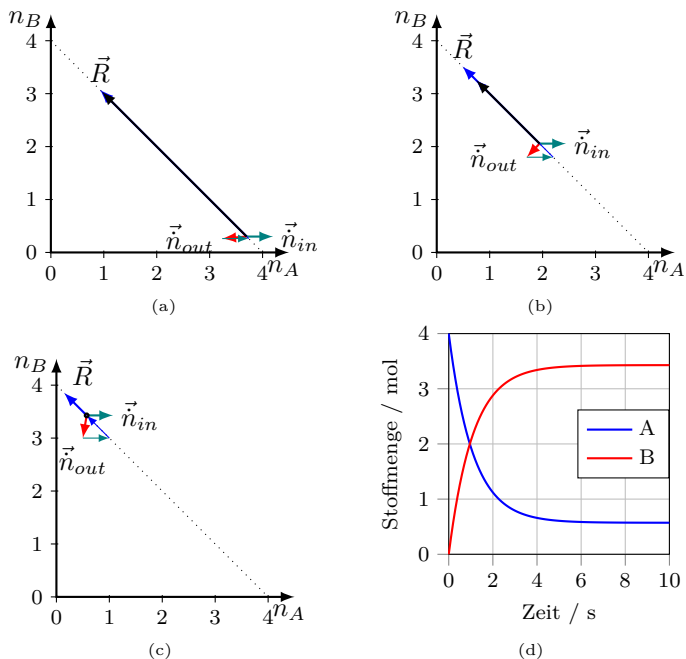 n_B
4
3
2
1
0
0 1 2 3 4
n_A
R⃗
ṅ⃗_out
ṅ⃗_in
(a)
n_B
4
3
2
1
0
0 1 2 3 4
n_A
R⃗
ṅ⃗_out
ṅ⃗_in
(b)
n_B
4
3
2
1
0
0 1 2 3 4
n_A
R⃗
ṅ⃗_in
ṅ⃗_out
(c)
Stoffmenge / mol
4
3
2
1
0
0 2 4 6 8 10
Zeit / s
A
B
(d)